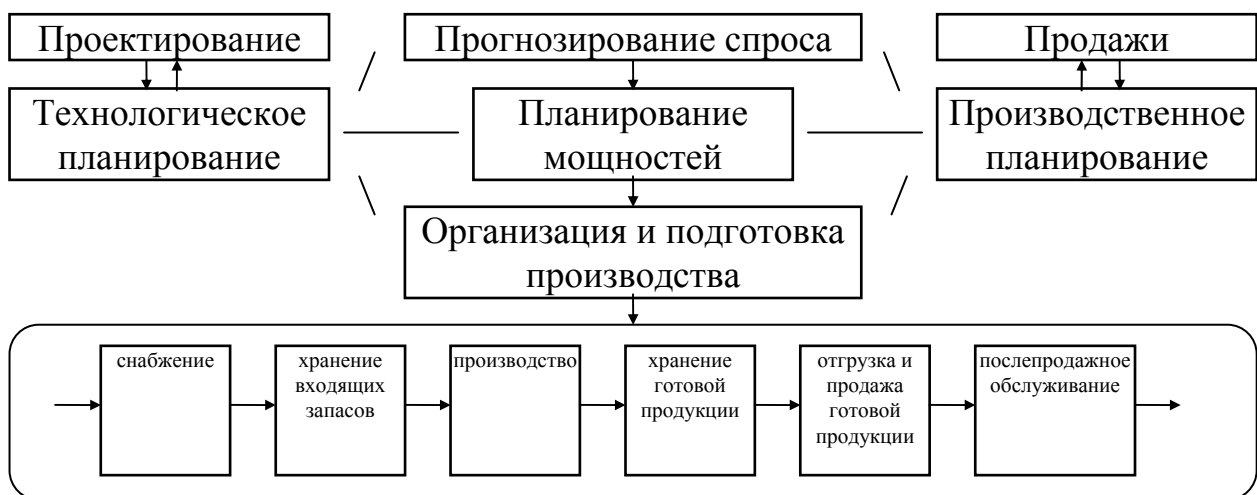 Проектирование
Прогнозирование спроса
Продажи
Технологическое
планирование
Планирование
мощностей
Производственное
планирование
Организация и подготовка
производства
снабжение
хранение
входящих
запасов
производство
хранение
готовой
продукции
отгрузка и
продажа
готовой
продукции
послепродажное
обслуживание